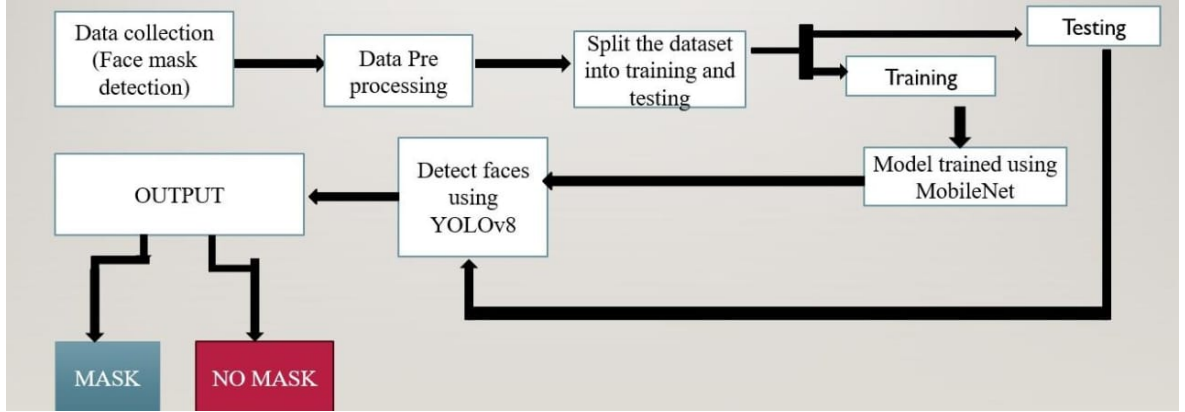 Data collection
(Face mask
detection)
Data Pre
processing
Split the dataset
into training and
testing
Testing
Training
Model trained using
MobileNet
Detect faces
using
YOLOv8
OUTPUT
MASK
NO MASK